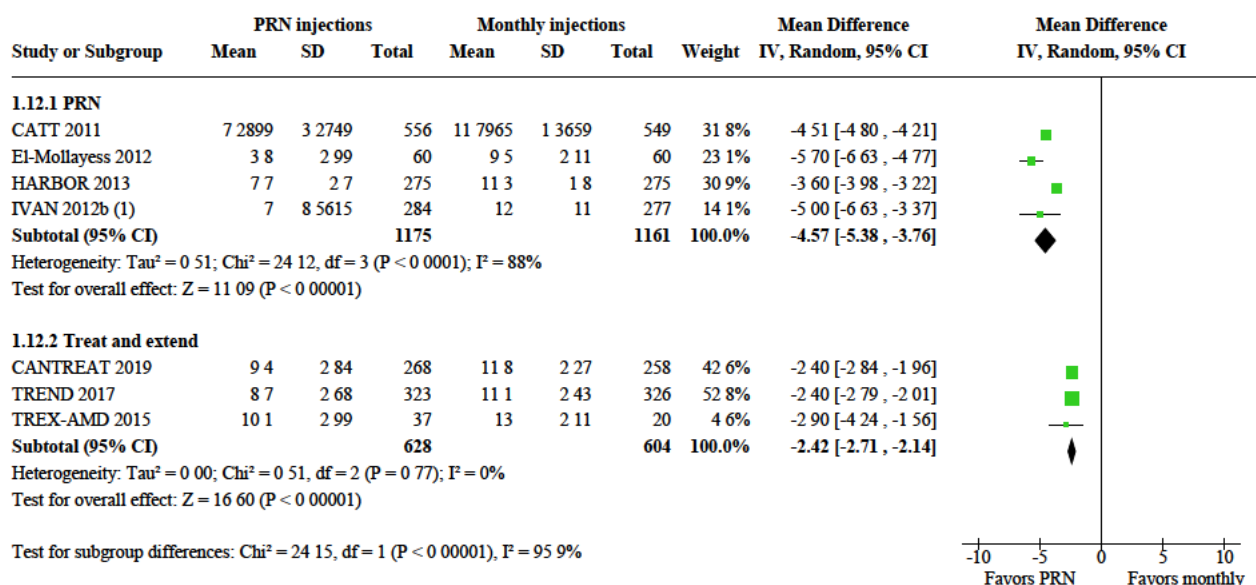 PRN injections Monthly injections Mean Difference Mean Difference
Study or Subgroup Mean SD Total Mean SD Total Weight IV, Random, 95% CI IV, Random, 95% CI
1.12.1 PRN
CATT 2011 7 2899 3 2749 556 11 7965 1 3659 549 31 8% -4 51 [-4 80 , -4 21]
El-Mollayess 2012 3 8 2 99 60 9 5 2 11 60 23 1% -5 70 [-6 63 , -4 77]
HARBOR 2013 7 7 2 7 275 11 3 1 8 275 30 9% -3 60 [-3 98 , -3 22]
IVAN 2012b (1) 7 8 5615 284 12 11 277 14 1% -5 00 [-6 63 , -3 37]
Subtotal (95% CI) 1175 1161 100.0% -4.57 [-5.38 , -3.76]
Heterogeneity: Tau² = 0 51; Chi² = 24 12, df = 3 (P < 0 0001); I² = 88%
Test for overall effect: Z = 11 09 (P < 0 00001)
1.12.2 Treat and extend
CANTREAT 2019 9 4 2 84 268 11 8 2 27 258 42 6% -2 40 [-2 84 , -1 96]
TREND 2017 8 7 2 68 323 11 1 2 43 326 52 8% -2 40 [-2 79 , -2 01]
TREX-AMD 2015 10 1 2 99 37 13 2 11 20 4 6% -2 90 [-4 24 , -1 56]
Subtotal (95% CI) 628 604 100.0% -2.42 [-2.71 , -2.14]
Heterogeneity: Tau² = 0 00; Chi² = 0 51, df = 2 (P = 0 77); I² = 0%
Test for overall effect: Z = 16 60 (P < 0 00001)
Test for subgroup differences: Chi² = 24 15, df = 1 (P < 0 00001), I² = 95 9%
-10 -5 0 5 10
Favors PRN Favors monthly